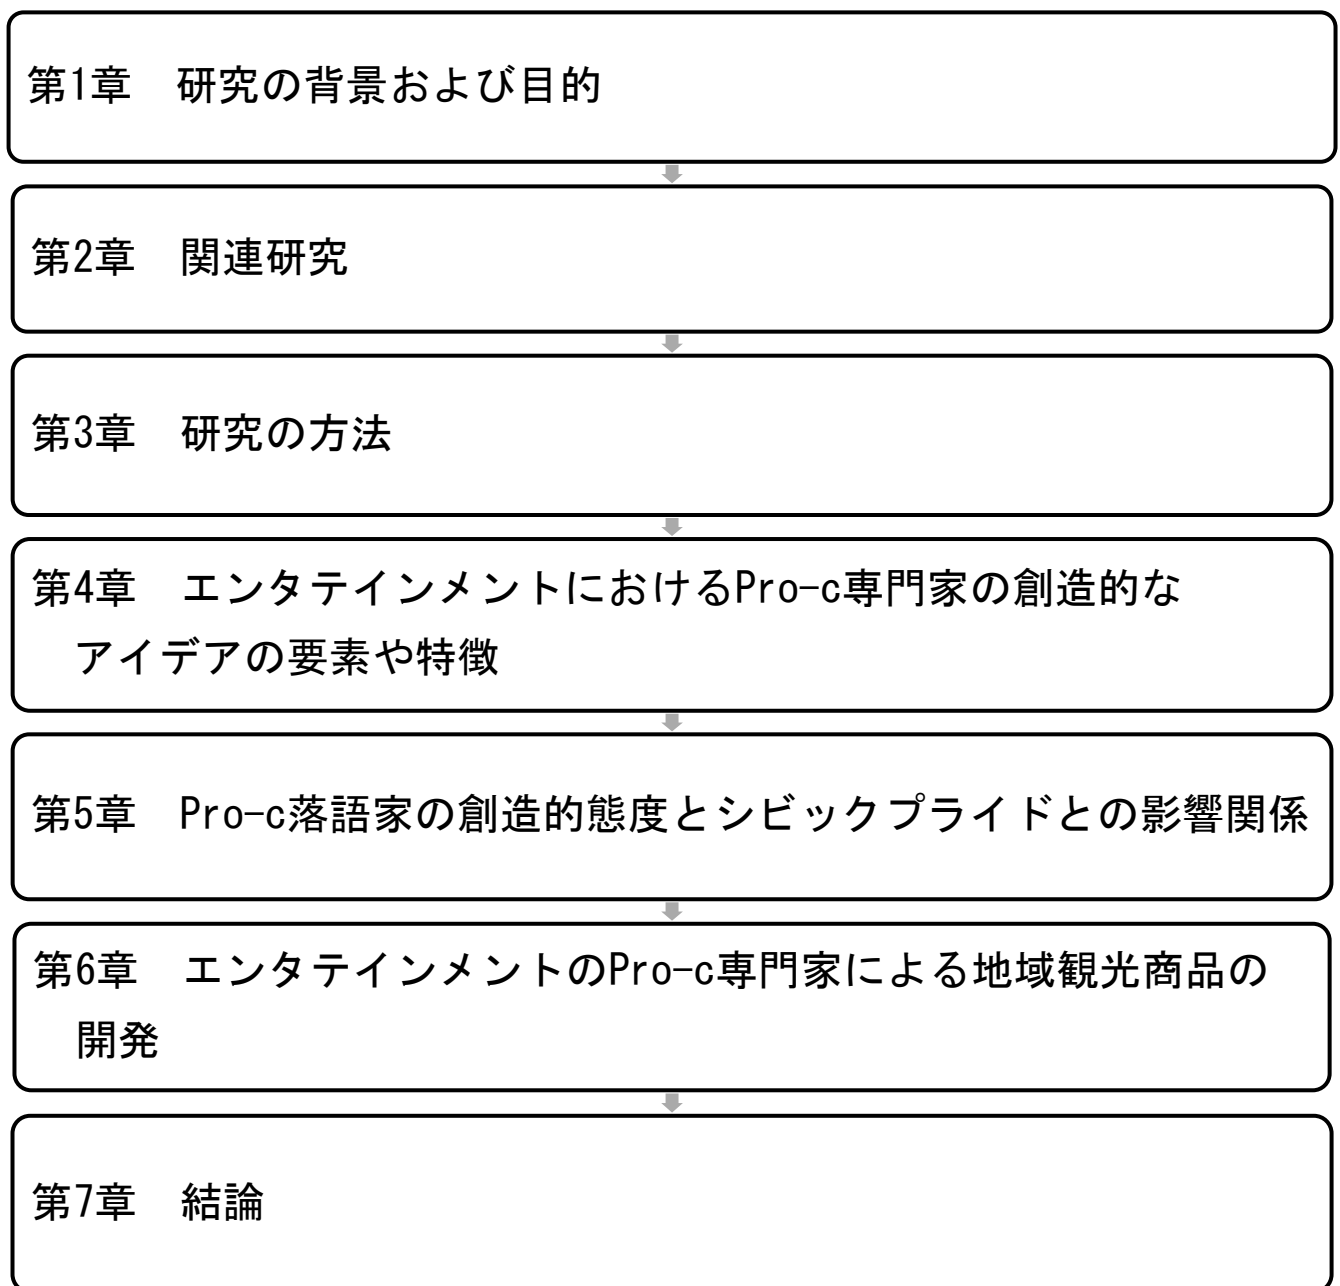 第1章　研究の背景および目的
第2章　関連研究
第3章　研究の方法
第4章　エンタテインメントにおけるPro-c専門家の創造的な
アイデアの要素や特徴
第5章　Pro-c落語家の創造的態度とシビックプライドとの影響関係
第6章　エンタテインメントのPro-c専門家による地域観光商品の
開発
第7章　結論